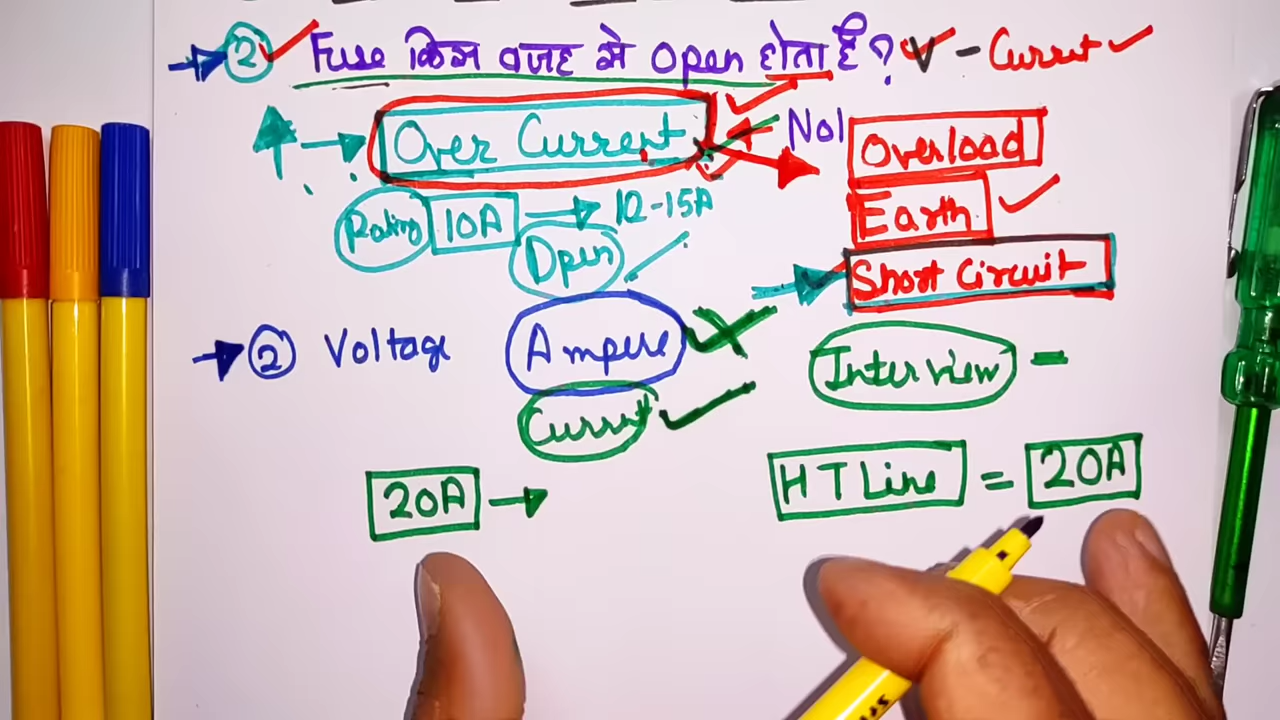 ② Fuse किस वजह से Open होता है? V - Current
Over Current
No!
Overload
Rating 10A → 12-15A
Earth
Open
Short Circuit
② Voltage Ampere
Interview =
Current
20A →
HT Line = 20A